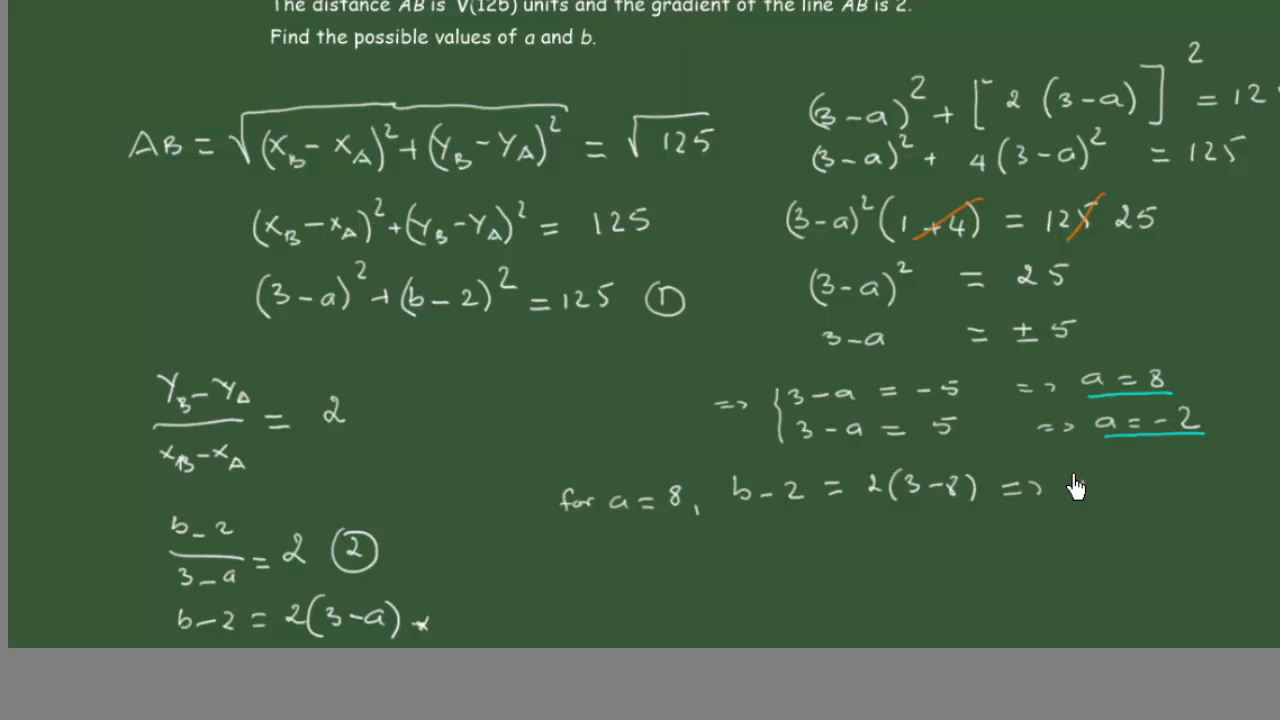 The distance AB is √(125) units and the gradient of the line AB is 2.
Find the possible values of a and b.
AB = √((x_B - x_A)² + (y_B - y_A)²) = √125
(x_B - x_A)² + (y_B - y_A)² = 125
(3 - a)² + (b - 2)² = 125 ①
(y_B - y_A)/(x_B - x_A) = 2
(b - 2)/(3 - a) = 2 ②
b - 2 = 2(3 - a) *
(3 - a)² + [2(3 - a)]² = 12
(3 - a)² + 4(3 - a)² = 125
(3 - a)² (1 + 4) = 125 25
(3 - a)² = 25
3 - a = ± 5
=> { 3 - a = - 5 => a = 8
3 - a = 5 => a = - 2
for a = 8, b - 2 = 2(3 - 8) =>